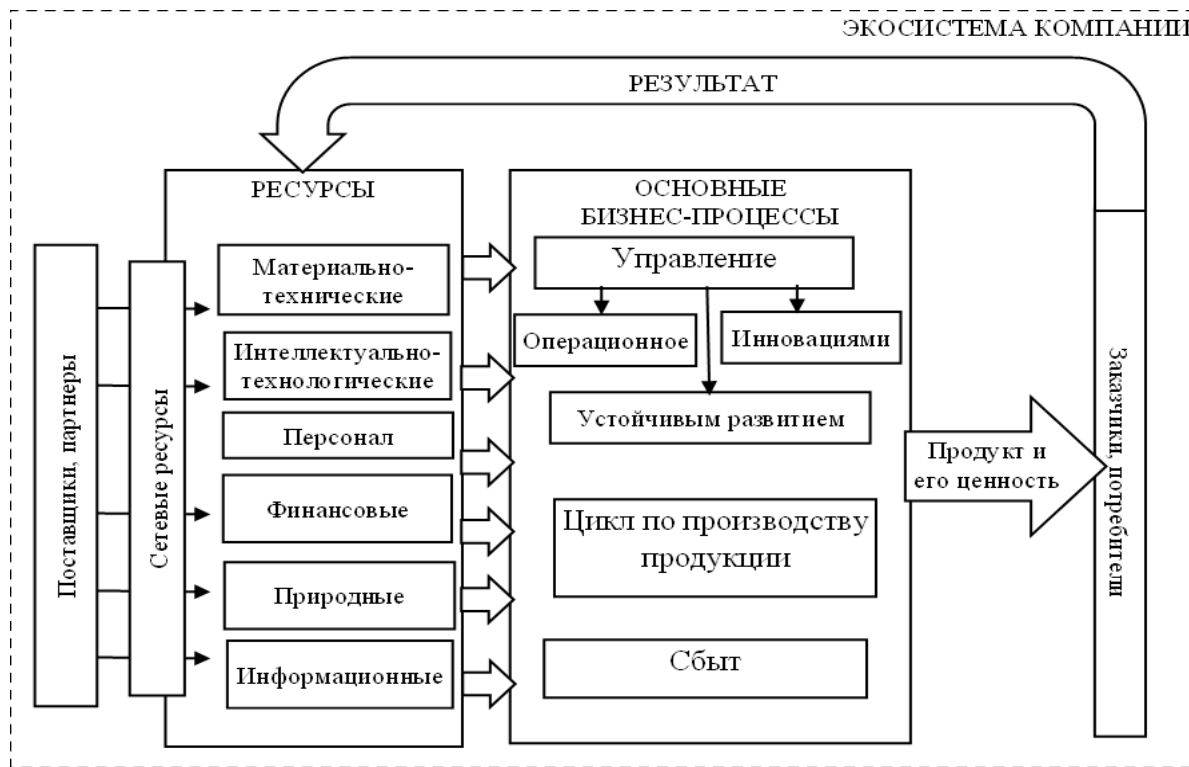 ЭКОСИСТЕМА КОМПАНИИ
РЕЗУЛЬТАТ
Поставщики, партнеры
Сетевые ресурсы
РЕСУРСЫ
Материально-
технические
Интеллектуально-
технологические
Персонал
Финансовые
Природные
Информационные
ОСНОВНЫЕ
БИЗНЕС-ПРОЦЕССЫ
Управление
Операционное
Инновациями
Устойчивым развитием
Цикл по производству
продукции
Сбыт
Продукт и
его ценность
Заказчики, потребители